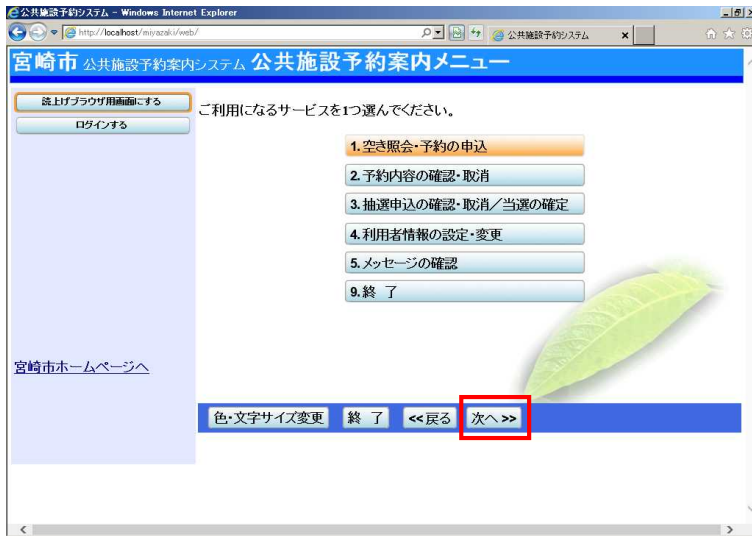 公共施設予約システム - Windows Internet Explorer
http://localhost/miyazaki/web/
公共施設予約システム
宮崎市 公共施設予約案内システム 公共施設予約案内メニュー
読上げブラウザ用画面にする
ログインする
ご利用になるサービスを1つ選んでください。
1.空き照会・予約の申込
2.予約内容の確認・取消
3.抽選申込の確認・取消／当選の確定
4.利用者情報の設定・変更
5.メッセージの確認
9.終 了
宮崎市ホームページへ
色・文字サイズ変更 終 了 <<戻る 次へ>>